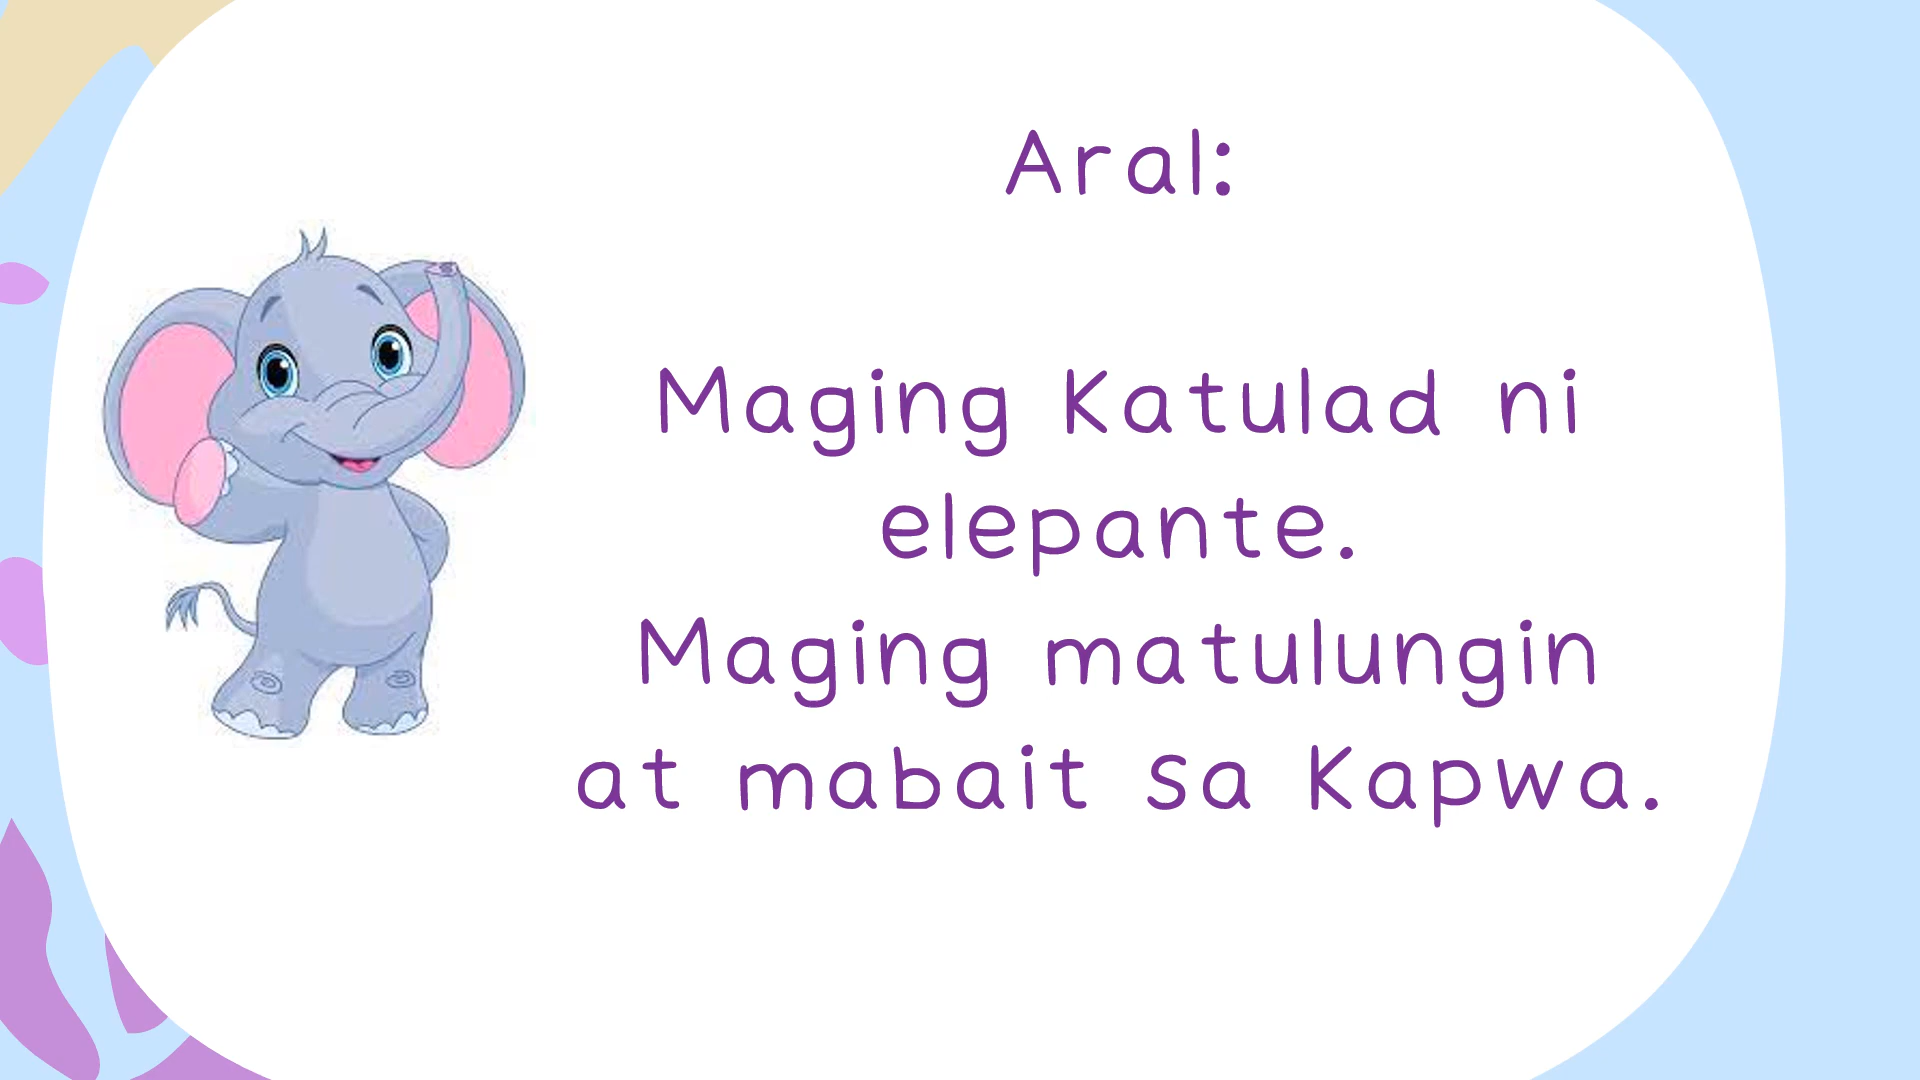 Aral:
Maging Katulad ni
elepante.
Maging matulungin
at mabait sa Kapwa.